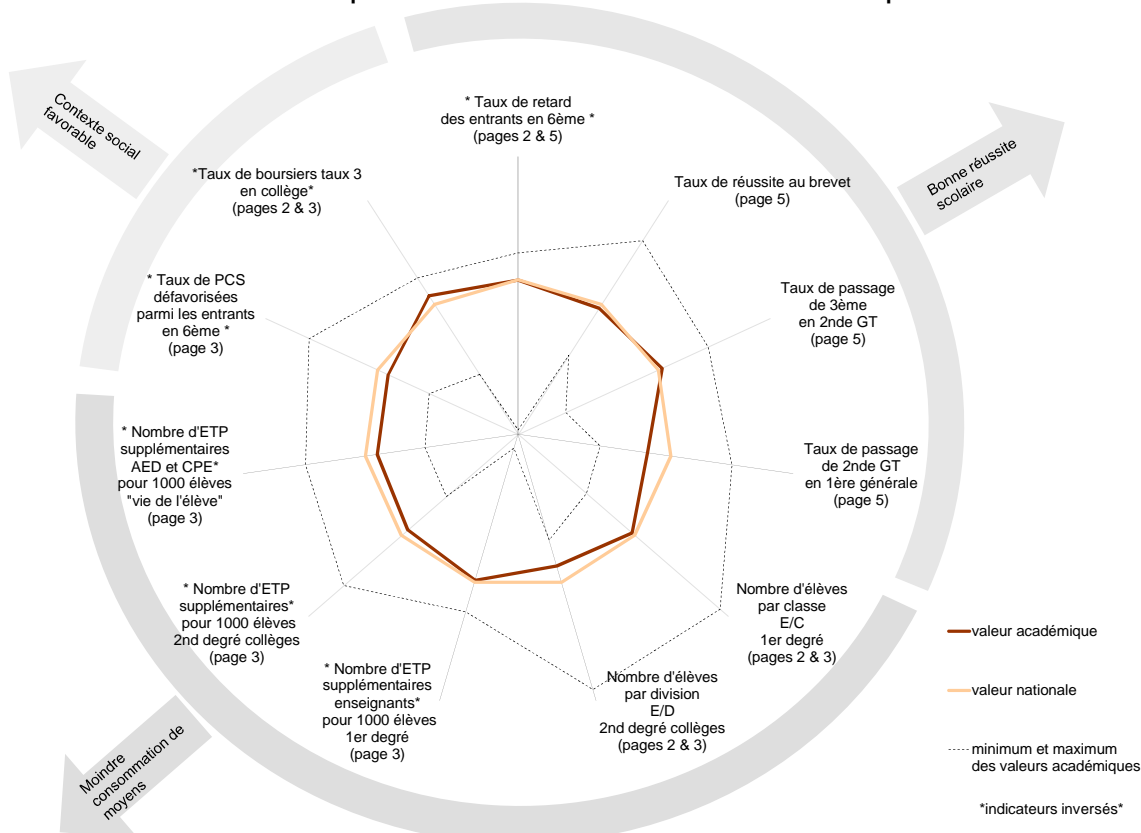 Contexte social
favorable
* Taux de retard
des entrants en 6ème *
(pages 2 & 5)
Bonne réussite
scolaire
*Taux de boursiers taux 3
en collège*
(pages 2 & 3)
Taux de réussite au brevet
(page 5)
* Taux de PCS
défavorisées
parmi les entrants
en 6ème *
(page 3)
Taux de passage
de 3ème
en 2nde GT
(page 5)
* Nombre d'ETP
supplémentaires
AED et CPE*
pour 1000 élèves
"vie de l'élève"
(page 3)
Taux de passage
de 2nde GT
en 1ère générale
(page 5)
* Nombre d'ETP
supplémentaires*
pour 1000 élèves
2nd degré collèges
(page 3)
Nombre d'élèves
par classe
E/C
1er degré
(pages 2 & 3)
* Nombre d'ETP
supplémentaires
enseignants*
pour 1000 élèves
1er degré
(page 3)
Nombre d'élèves
par division
E/D
2nd degré collèges
(pages 2 & 3)
Moindre
consommation de
moyens
valeur académique
valeur nationale
minimum et maximum
des valeurs académiques
*indicateurs inversés*